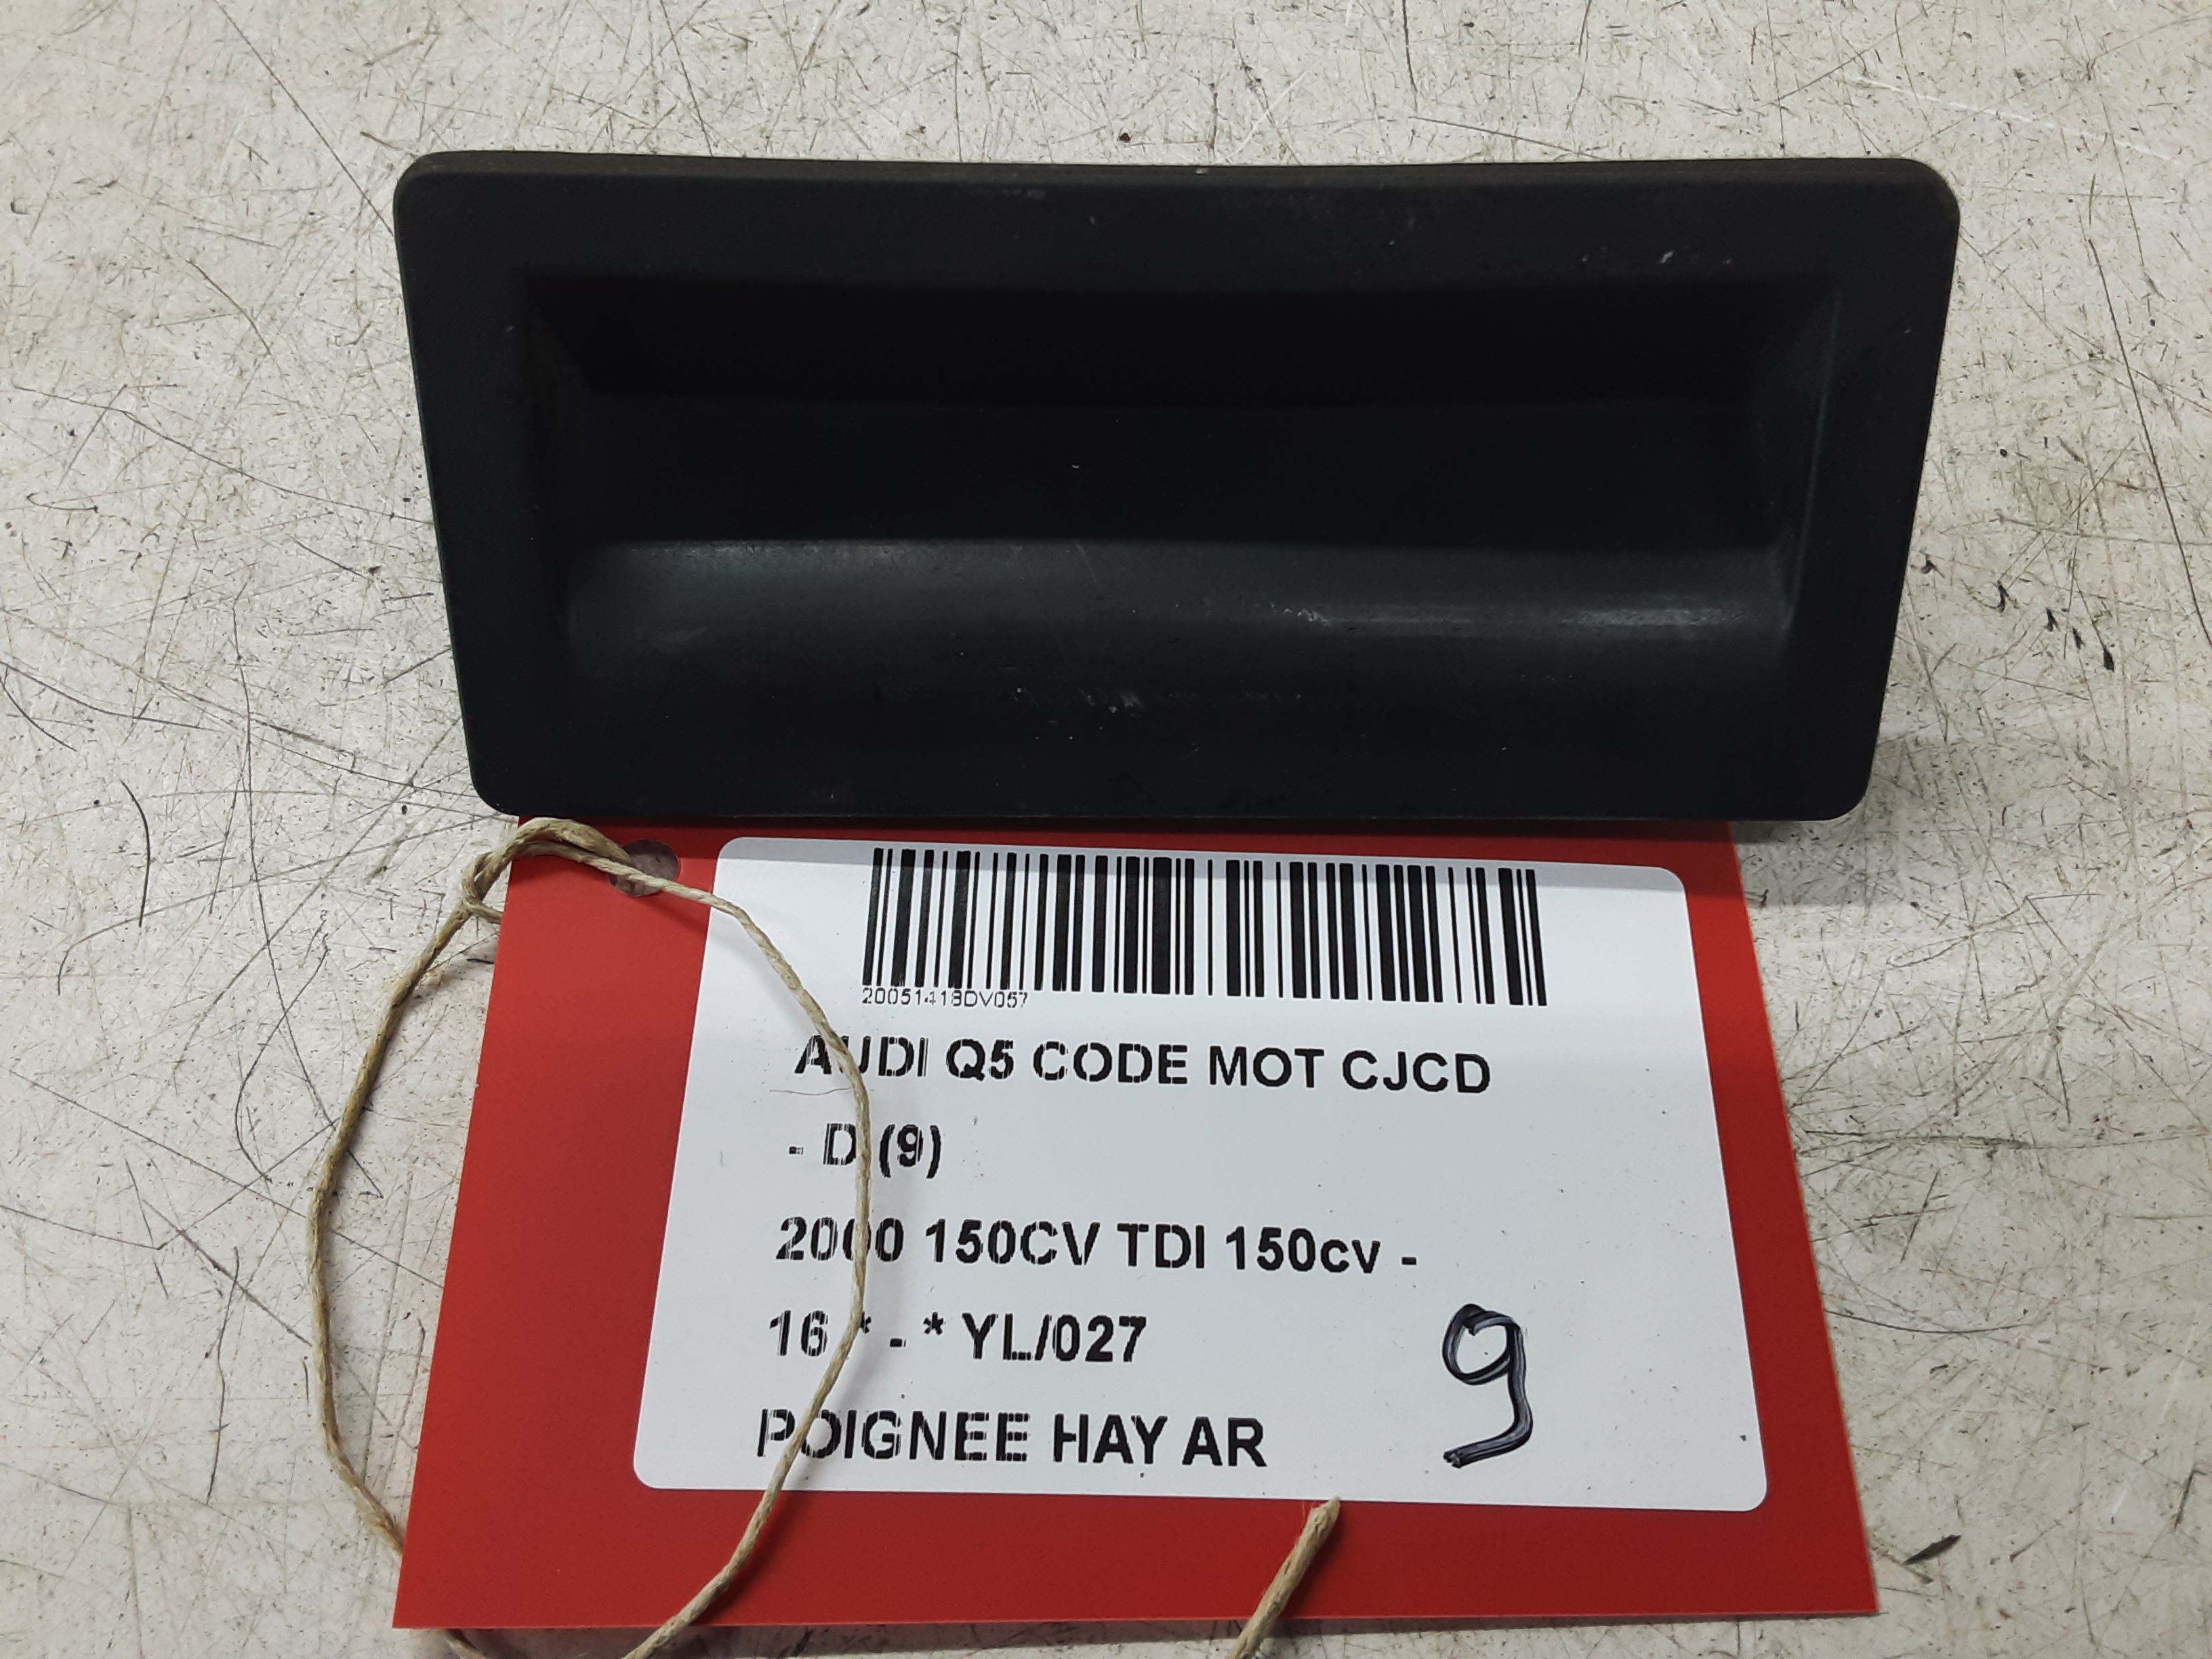 20051418DV057
AUDI Q5 CODE MOT CJCD
- D (9)
2000 150CV TDI 150cv -
16 * - * YL/027
POIGNEE HAY AR
9